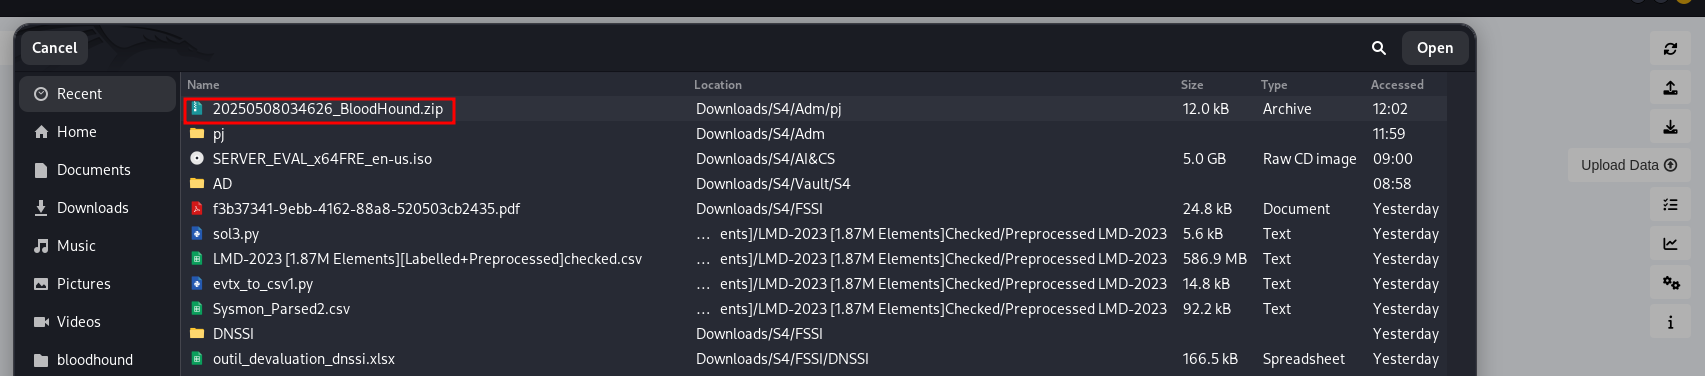 Cancel
Open
Name Location Size Type Accessed
Recent
20250508034626_BloodHound.zip Downloads/S4/Adm/pj 12.0 kB Archive 12:02
Home
pj Downloads/S4/Adm 11:59
SERVER_EVAL_x64FRE_en-us.iso Downloads/S4/AI&CS 5.0 GB Raw CD image 09:00
Documents
Upload Data
AD Downloads/S4/Vault/S4 08:58
Downloads
f3b37341-9ebb-4162-88a8-520503cb2435.pdf Downloads/S4/FSSI 24.8 kB Document Yesterday
sol3.py ... ents]/LMD-2023 [1.87M Elements]Checked/Preprocessed LMD-2023 5.6 kB Text Yesterday
Music
LMD-2023 [1.87M Elements][Labelled+Preprocessed]checked.csv ... ents]/LMD-2023 [1.87M Elements]Checked/Preprocessed LMD-2023 586.9 MB Text Yesterday
Pictures
evtx_to_csv1.py ... ents]/LMD-2023 [1.87M Elements]Checked/Preprocessed LMD-2023 14.8 kB Text Yesterday
Sysmon_Parsed2.csv ... ents]/LMD-2023 [1.87M Elements]Checked/Preprocessed LMD-2023 92.2 kB Text Yesterday
Videos
DNSSI Downloads/S4/FSSI Yesterday
bloodhound
outil_devaluation_dnssi.xlsx Downloads/S4/FSSI/DNSSI 166.5 kB Spreadsheet Yesterday